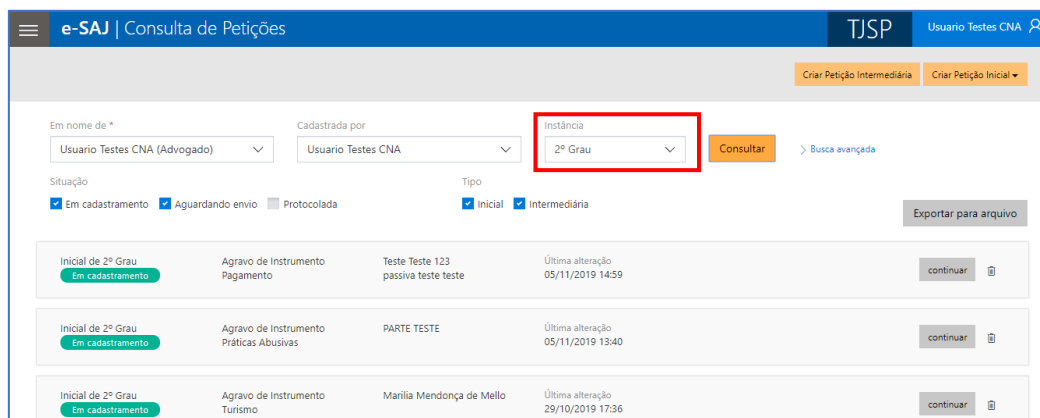 e-SAJ | Consulta de Petições
TJSP
Usuario Testes CNA
Criar Petição Intermediária
Criar Petição Inicial
Em nome de *
Cadastrada por
Instância
Usuario Testes CNA (Advogado)
Usuario Testes CNA
2º Grau
Consultar
Busca avançada
Situação
Tipo
Em cadastramento
Aguardando envio
Protocolada
Inicial
Intermediária
Exportar para arquivo
Inicial de 2º Grau
Em cadastramento
Agravo de Instrumento
Pagamento
Teste Teste 123
passiva teste teste
Última alteração
05/11/2019 14:59
continuar
Inicial de 2º Grau
Em cadastramento
Agravo de Instrumento
Práticas Abusivas
PARTE TESTE
Última alteração
05/11/2019 13:40
continuar
Inicial de 2º Grau
Em cadastramento
Agravo de Instrumento
Turismo
Marilia Mendonça de Mello
Última alteração
29/10/2019 17:36
continuar